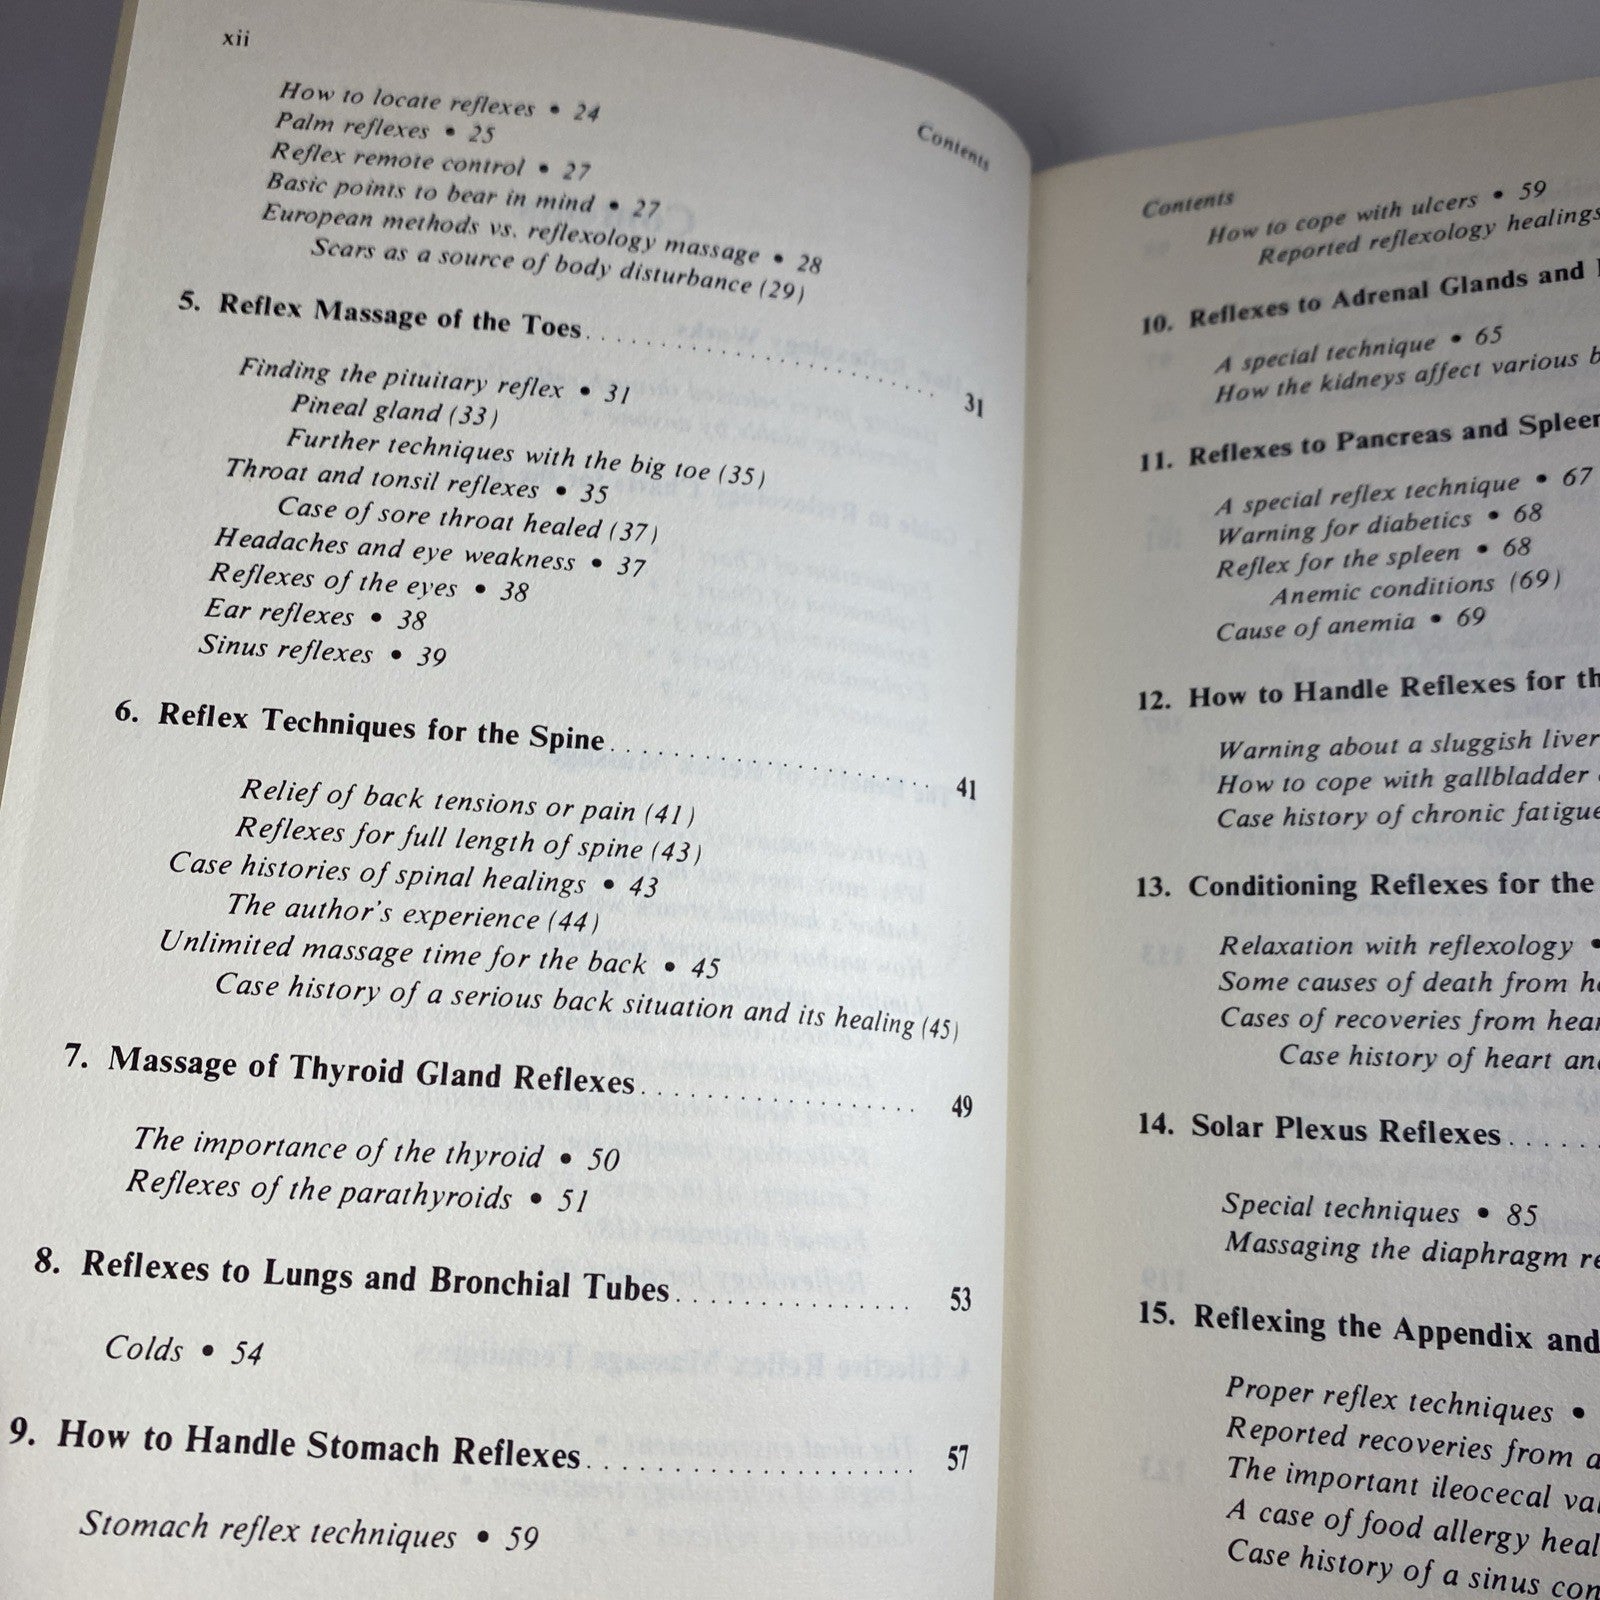 xii
Contents
How to locate reflexes • 24
Palm reflexes • 25
Reflex remote control • 27
Basic points to bear in mind • 27
European methods vs. reflexology massage • 28
Scars as a source of body disturbance (29)
5. Reflex Massage of the Toes. . . . . . . . . . . . . . . . . . . 31
Finding the pituitary reflex • 31
Pineal gland (33)
Further techniques with the big toe (35)
Throat and tonsil reflexes • 35
Case of sore throat healed (37)
Headaches and eye weakness • 37
Reflexes of the eyes • 38
Ear reflexes • 38
Sinus reflexes • 39
6. Reflex Techniques for the Spine. . . . . . . . . . . . . . . . . 41
Relief of back tensions or pain (41)
Reflexes for full length of spine (43)
Case histories of spinal healings • 43
The author's experience (44)
Unlimited massage time for the back • 45
Case history of a serious back situation and its healing (45)
7. Massage of Thyroid Gland Reflexes. . . . . . . . . . . . . . . 49
The importance of the thyroid • 50
Reflexes of the parathyroids • 51
8. Reflexes to Lungs and Bronchial Tubes. . . . . . . . . . . . . 53
Colds • 54
9. How to Handle Stomach Reflexes. . . . . . . . . . . . . . . . . 57
Stomach reflex techniques • 59
Contents
How to cope with ulcers • 59
Reported reflexology healings
10. Reflexes to Adrenal Glands and
A special technique • 65
How the kidneys affect various
11. Reflexes to Pancreas and Spleen
A special reflex technique • 67
Warning for diabetics • 68
Reflex for the spleen • 68
Anemic conditions (69)
Cause of anemia • 69
12. How to Handle Reflexes for
Warning about a sluggish liver
How to cope with gallbladder
Case history of chronic fatigue
13. Conditioning Reflexes for the
Relaxation with reflexology •
Some causes of death from
Cases of recoveries from
Case history of heart
14. Solar Plexus Reflexes. . . . .
Special techniques • 85
Massaging the diaphragm
15. Reflexing the Appendix and
Proper reflex techniques •
Reported recoveries from
The important ileocecal
A case of food allergy
Case history of a sinus